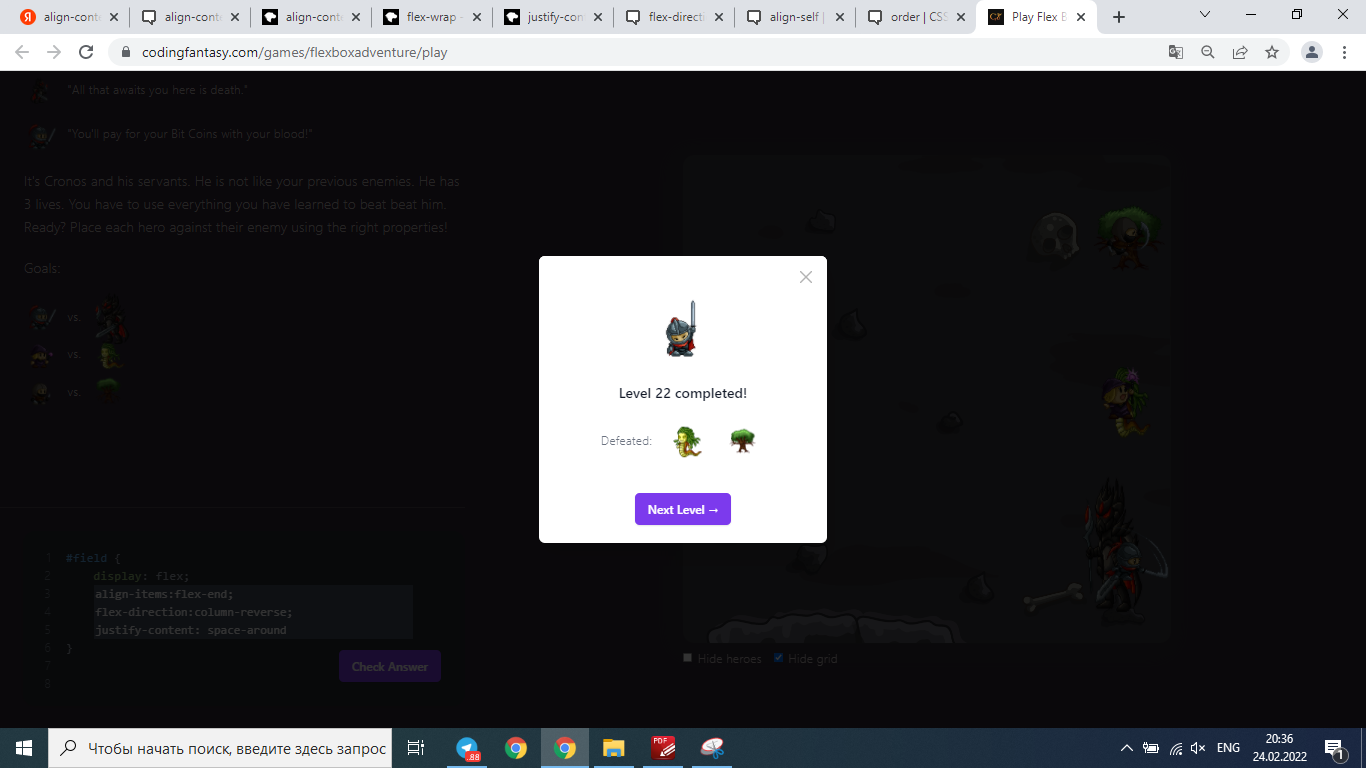 align-conte
align-conte
align-conte
flex-wrap -
justify-con
flex-directi
align-self |
order | CSS
Play Flex B
codingfantasy.com/games/flexboxadventure/play
"All that awaits you here is death."
"You'll pay for your Bit Coins with your blood!"
It's Cronos and his servants. He is not like your previous enemies. He has
3 lives. You have to use everything you have learned to beat beat him.
Ready? Place each hero against their enemy using the right properties!
Goals:
vs.
vs.
vs.
Level 22 completed!
Defeated:
Next Level →
1 #field {
2 display: flex;
3 align-items:flex-end;
4 flex-direction:column-reverse;
5 justify-content: space-around
6 }
7
8
Check Answer
Hide heroes
Hide grid
Чтобы начать поиск, введите здесь запрос
88
PDF
ENG
20:36
24.02.2022
1